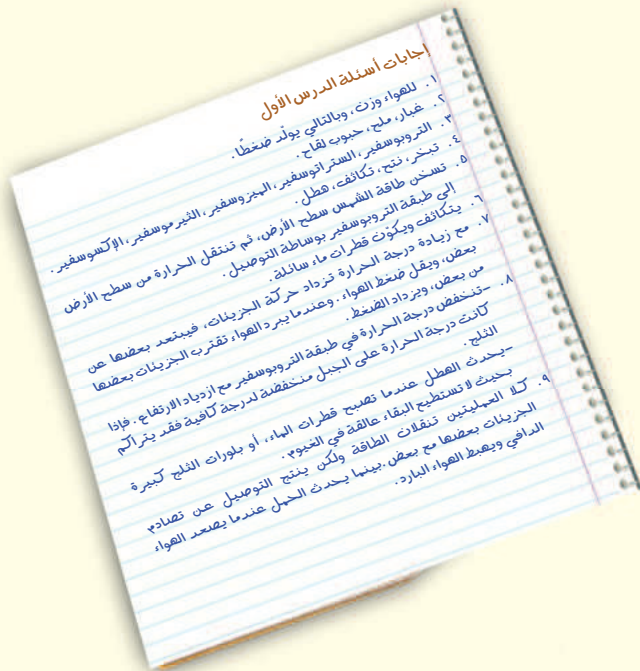 إجابات أسئلة الدرس الأول
١. للهواء وزن، وبالتالي يولّد ضغطًا.
٢. غبار، ملح، حبوب لقاح.
٣. التروبوسفير، الستراتوسفير، الميزوسفير، الثيرموسفير، الإكسوسفير.
٤. تبخر، نتح، تكاثف، هطل.
٥. تسخن طاقة الشمس سطح الأرض، ثم تنتقل الحرارة من سطح الأرض
إلى طبقة التروبوسفير بوساطة التوصيل.
٦. يتكاثف ويكوّن قطرات ماء سائلة.
٧. مع زيادة درجة الحرارة تزداد حركة الجزيئات، فيبتعد بعضها عن
بعض، ويقل ضغط الهواء. وعندما يبرد الهواء تقترب الجزيئات بعضها
من بعض، ويزداد الضغط.
٨. -تنخفض درجة الحرارة في طبقة التروبوسفير مع ازدياد الارتفاع. فإذا
كانت درجة الحرارة على الجبل منخفضة لدرجة كافية فقد يتراكم
الثلج.
-يحدث الهطل عندما تصبح قطرات الماء، أو بلورات الثلج كبيرة
بحيث لا تستطيع البقاء عالقة في الغيوم.
٩. كلا العمليتين تنقلان الطاقة ولكن ينتج التوصيل عن تصادم
الجزيئات بعضها مع بعض. بينما يحدث الحمل عندما يصعد الهواء
الدافئ ويهبط الهواء البارد.